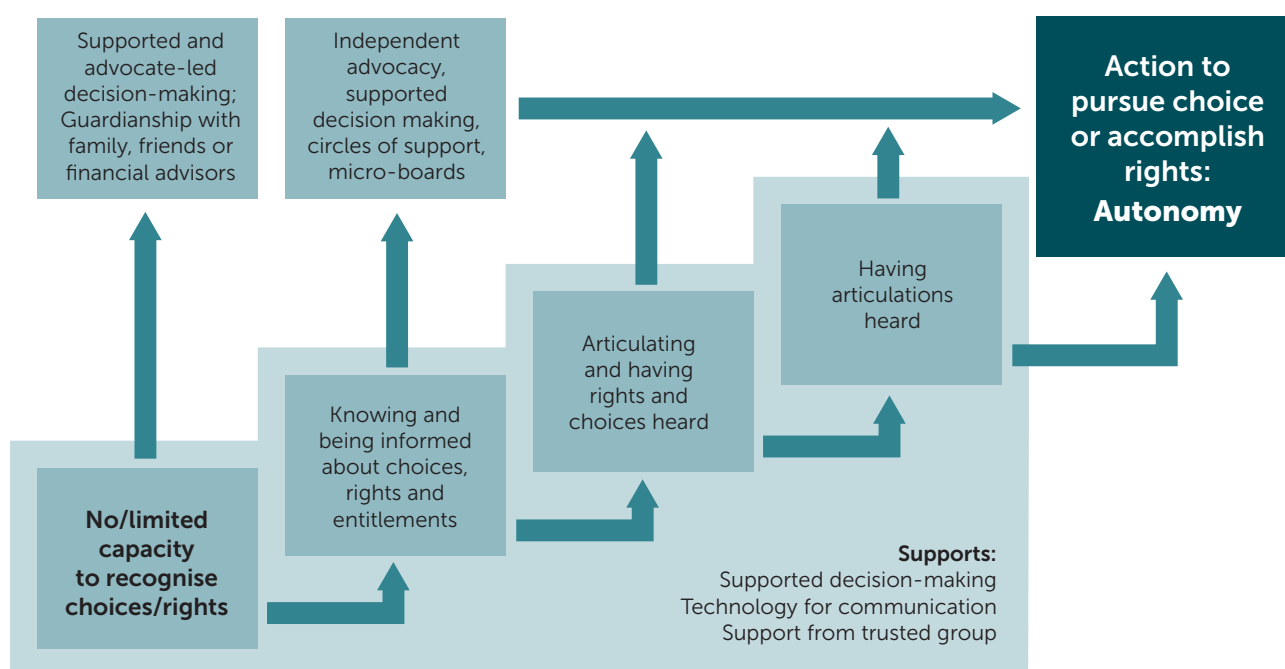 Supported and
advocate-led
decision-making;
Guardianship with
family, friends or
financial advisors
Independent
advocacy,
supported
decision making,
circles of support,
micro-boards
Action to
pursue choice
or accomplish
rights:
Autonomy
Having
articulations
heard
Articulating
and having
rights and
choices heard
Knowing and
being informed
about choices,
rights and
entitlements
No/limited
capacity
to recognise
choices/rights
Supports:
Supported decision-making
Technology for communication
Support from trusted group